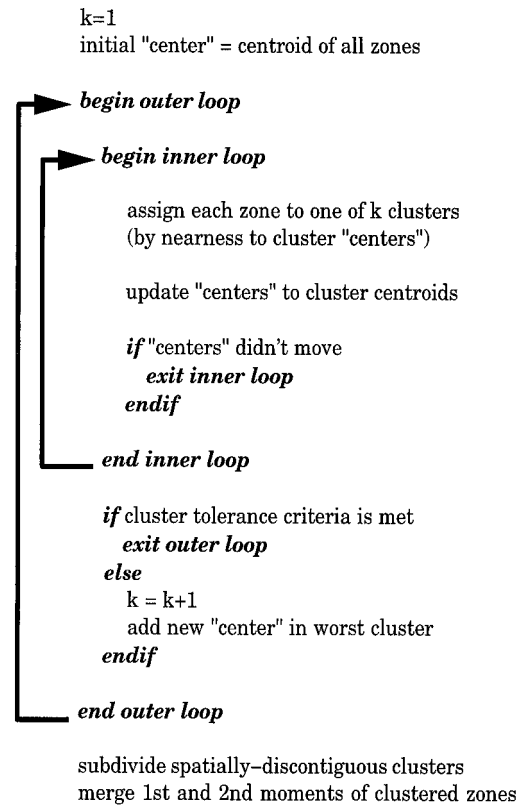 k=1
initial "center" = centroid of all zones
begin outer loop
begin inner loop
assign each zone to one of k clusters
(by nearness to cluster "centers")
update "centers" to cluster centroids
if "centers" didn't move
exit inner loop
endif
end inner loop
if cluster tolerance criteria is met
exit outer loop
else
k = k+1
add new "center" in worst cluster
endif
end outer loop
subdivide spatially–discontiguous clusters
merge 1st and 2nd moments of clustered zones